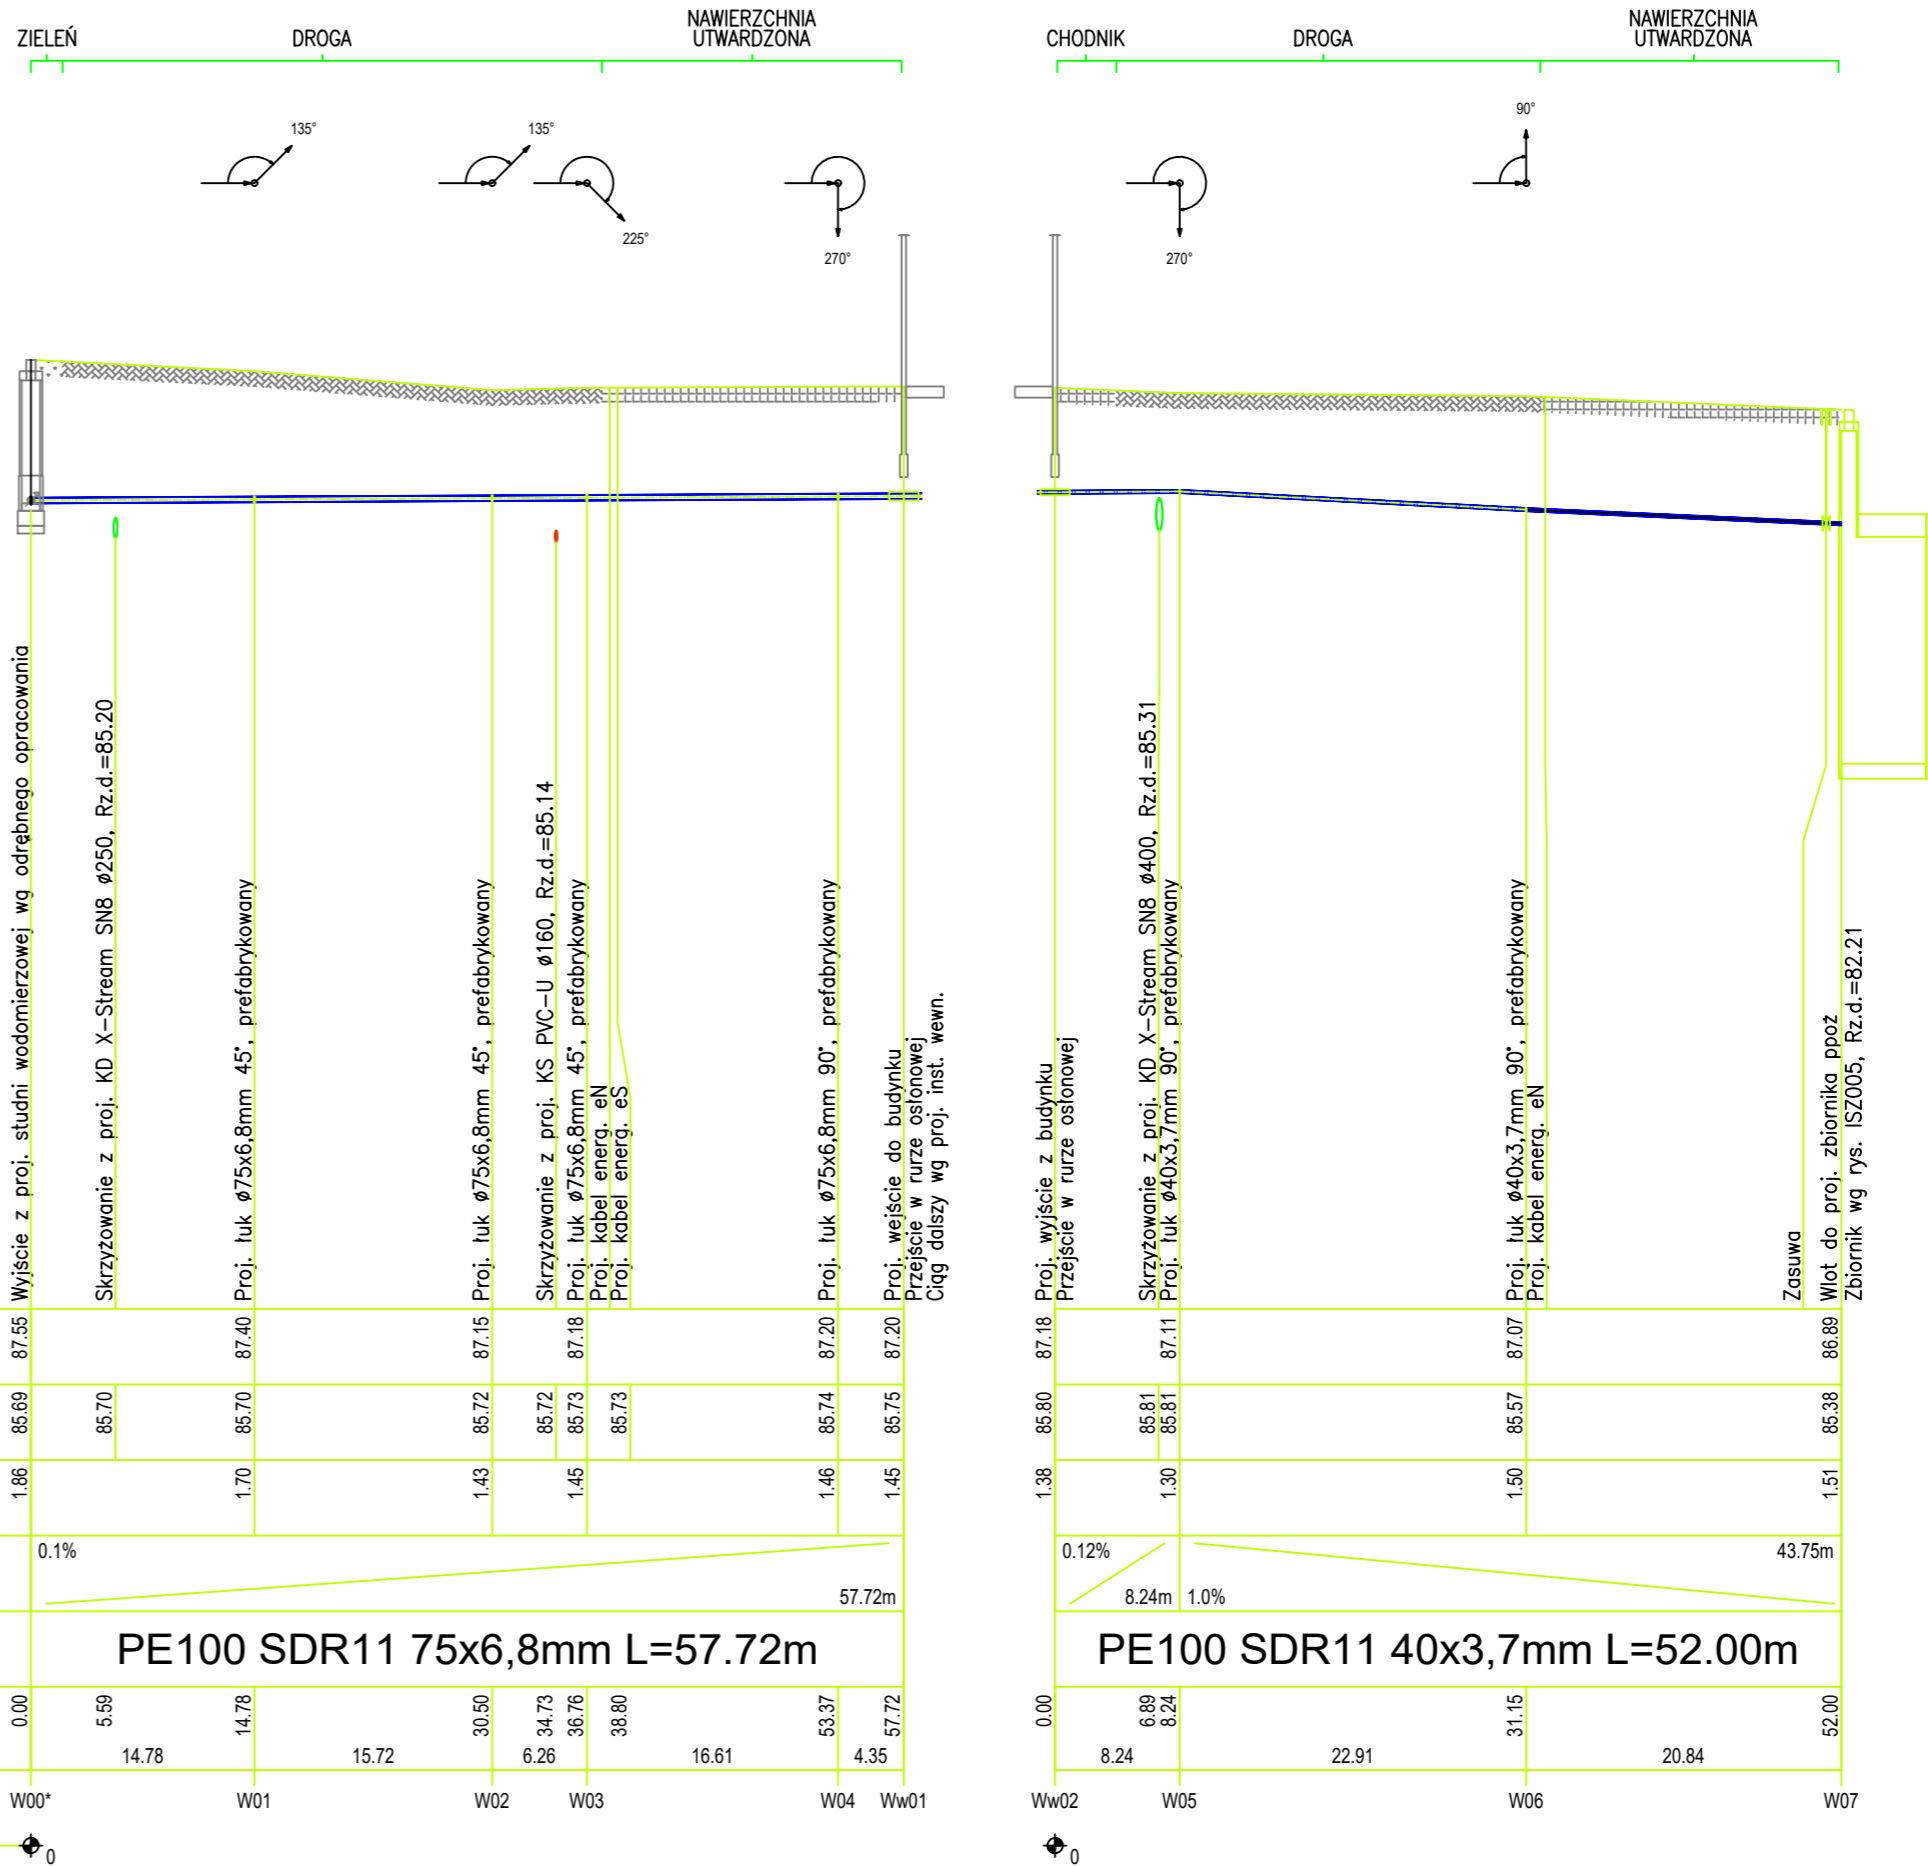 ZIELEŃ
DROGA
NAWIERZCHNIA
UTWARDZONA
CHODNIK
DROGA
NAWIERZCHNIA
UTWARDZONA
135°
135°
225°
270°
270°
90°
Wyjście z proj. studni wodomierzowej wg odrębnego opracowania
Skrzyżowanie z proj. KD X-Stream SN8 ø250, Rz.d.=85.20
Proj. łuk ø75x6,8mm 45°, prefabrykowany
Proj. łuk ø75x6,8mm 45°, prefabrykowany
Skrzyżowanie z proj. KS PVC-U ø160, Rz.d.=85.14
Proj. łuk ø75x6,8mm 45°, prefabrykowany
Proj. kabel energ. eN
Proj. kabel energ. eS
Proj. łuk ø75x6,8mm 90°, prefabrykowany
Proj. wejście do budynku
Przejście w rurze osłonowej
Ciąg dalszy wg proj. inst. wewn.
Proj. wyjście z budynku
Przejście w rurze osłonowej
Skrzyżowanie z proj. KD X-Stream SN8 ø400, Rz.d.=85.31
Proj. łuk ø40x3,7mm 90°, prefabrykowany
Proj. łuk ø40x3,7mm 90°, prefabrykowany
Proj. kabel energ. eN
Zasuwa
Wlot do proj. zbiornika ppoż
Zbiornik wg rys. ISZ005, Rz.d.=82.21
87.55
87.40
87.15
87.18
87.20
87.20
87.18
87.11
87.07
86.89
85.69
85.70
85.70
85.72
85.72
85.73
85.73
85.74
85.75
85.80
85.81
85.81
85.57
85.38
1.86
1.70
1.43
1.45
1.46
1.45
1.38
1.30
1.50
1.51
0.1%
57.72m
0.12%
8.24m
1.0%
43.75m
PE100 SDR11 75x6,8mm L=57.72m
PE100 SDR11 40x3,7mm L=52.00m
0.00
5.59
14.78
30.50
34.73
36.76
38.80
53.37
57.72
0.00
6.89
8.24
31.15
52.00
14.78
15.72
6.26
16.61
4.35
8.24
22.91
20.84
W00*
W01
W02
W03
W04
Ww01
Ww02
W05
W06
W07
0
0